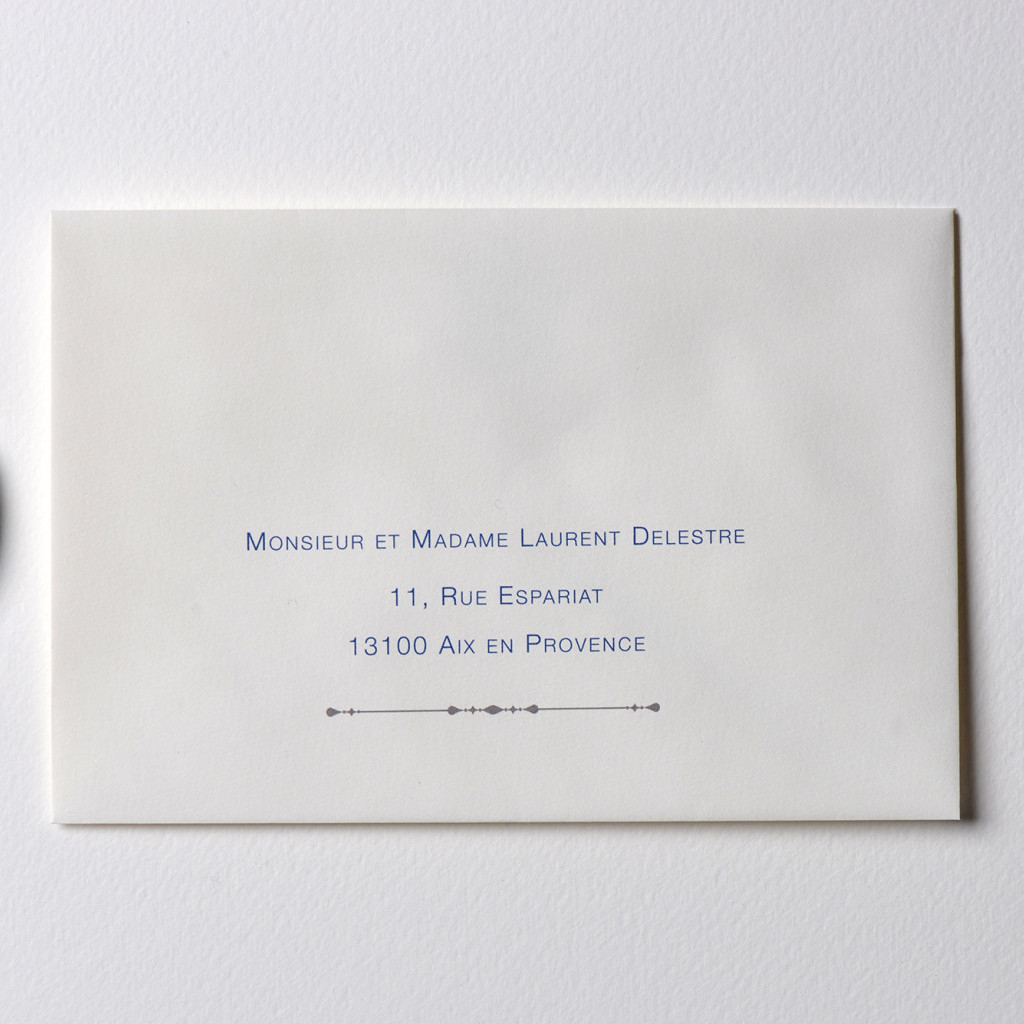 Monsieur et Madame Laurent Delestre
11, Rue Espariat
13100 Aix en Provence